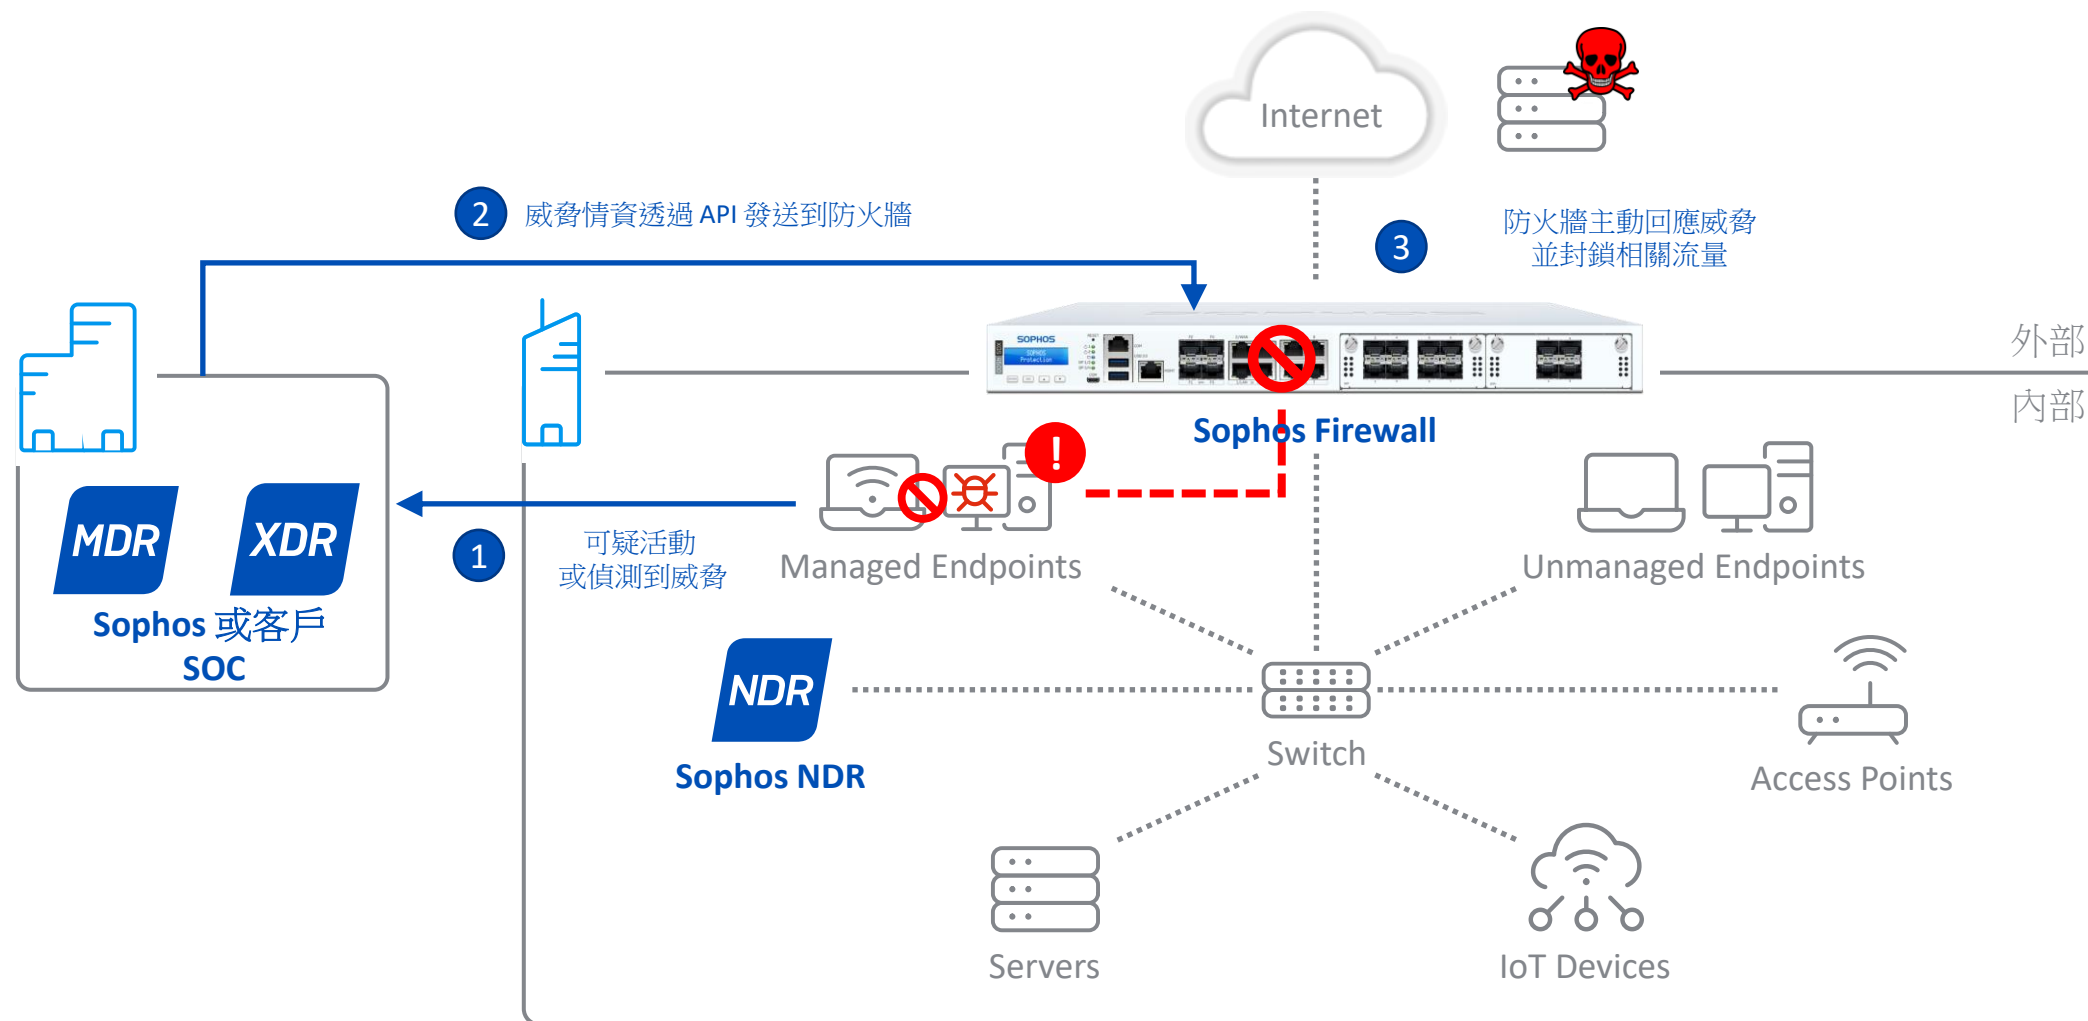 Internet
2 威脅情資透過 API 發送到防火牆
3
防火牆主動回應威脅
並封鎖相關流量
SOPHOS
SOPHOS
Protection
外部
內部
Sophos Firewall
!
MDR
XDR
Sophos 或客戶
SOC
1
可疑活動
或偵測到威脅
Managed Endpoints
Unmanaged Endpoints
NDR
Sophos NDR
Switch
Access Points
Servers
IoT Devices